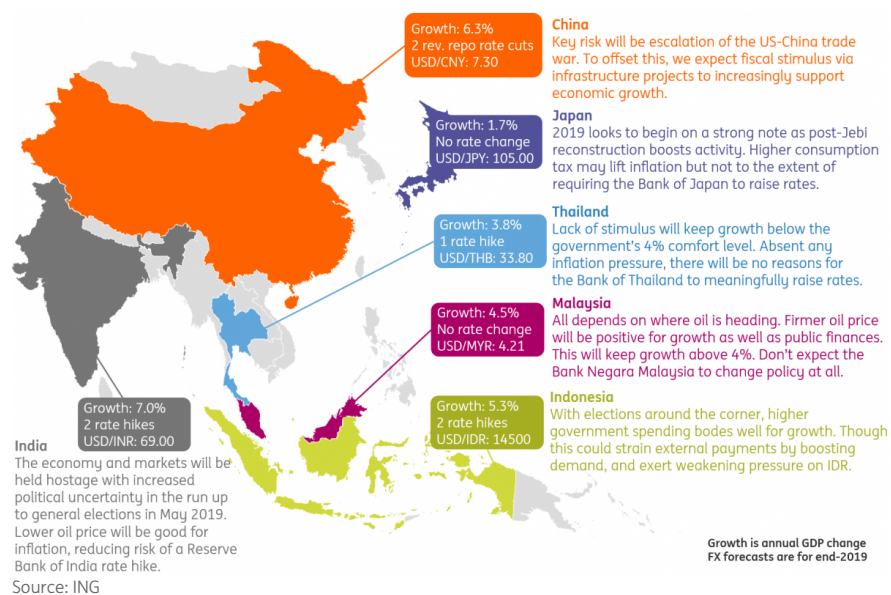 Growth: 6.3%
2 rev. repo rate cuts
USD/CNY: 7.30
China
Key risk will be escalation of the US-China trade
war. To offset this, we expect fiscal stimulus via
infrastructure projects to increasingly support
economic growth.
Growth: 1.7%
No rate change
USD/JPY: 105.00
Japan
2019 looks to begin on a strong note as post-Jebi
reconstruction boosts activity. Higher consumption
tax may lift inflation but not to the extent of
requiring the Bank of Japan to raise rates.
Growth: 3.8%
1 rate hike
USD/THB: 33.80
Thailand
Lack of stimulus will keep growth below the
government's 4% comfort level. Absent any
inflation pressure, there will be no reasons for
the Bank of Thailand to meaningfully raise rates.
Growth: 4.5%
No rate change
USD/MYR: 4.21
Malaysia
All depends on where oil is heading. Firmer oil price
will be positive for growth as well as public finances.
This will keep growth above 4%. Don't expect the
Bank Negara Malaysia to change policy at all.
Growth: 5.3%
2 rate hikes
USD/IDR: 14500
Indonesia
With elections around the corner, higher
government spending bodes well for growth. Though
this could strain external payments by boosting
demand, and exert weakening pressure on IDR.
Growth: 7.0%
2 rate hikes
USD/INR: 69.00
India
The economy and markets will be
held hostage with increased
political uncertainty in the run up
to general elections in May 2019.
Lower oil price will be good for
inflation, reducing risk of a Reserve
Bank of India rate hike.
Growth is annual GDP change
FX forecasts are for end-2019
Source: ING